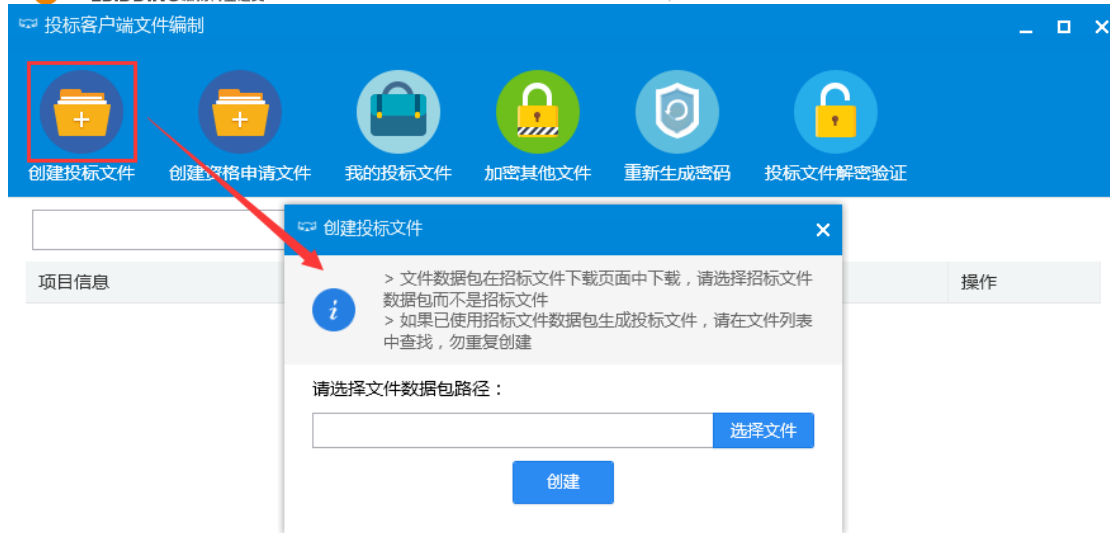 投标客户端文件编制
创建投标文件
创建资格申请文件
我的投标文件
加密其他文件
重新生成密码
投标文件解密验证
创建投标文件
项目信息
操作
> 文件数据包在招标文件下载页面中下载，请选择招标文件
数据包而不是招标文件
> 如果已使用招标文件数据包生成投标文件，请在文件列表
中查找，勿重复创建
请选择文件数据包路径：
选择文件
创建